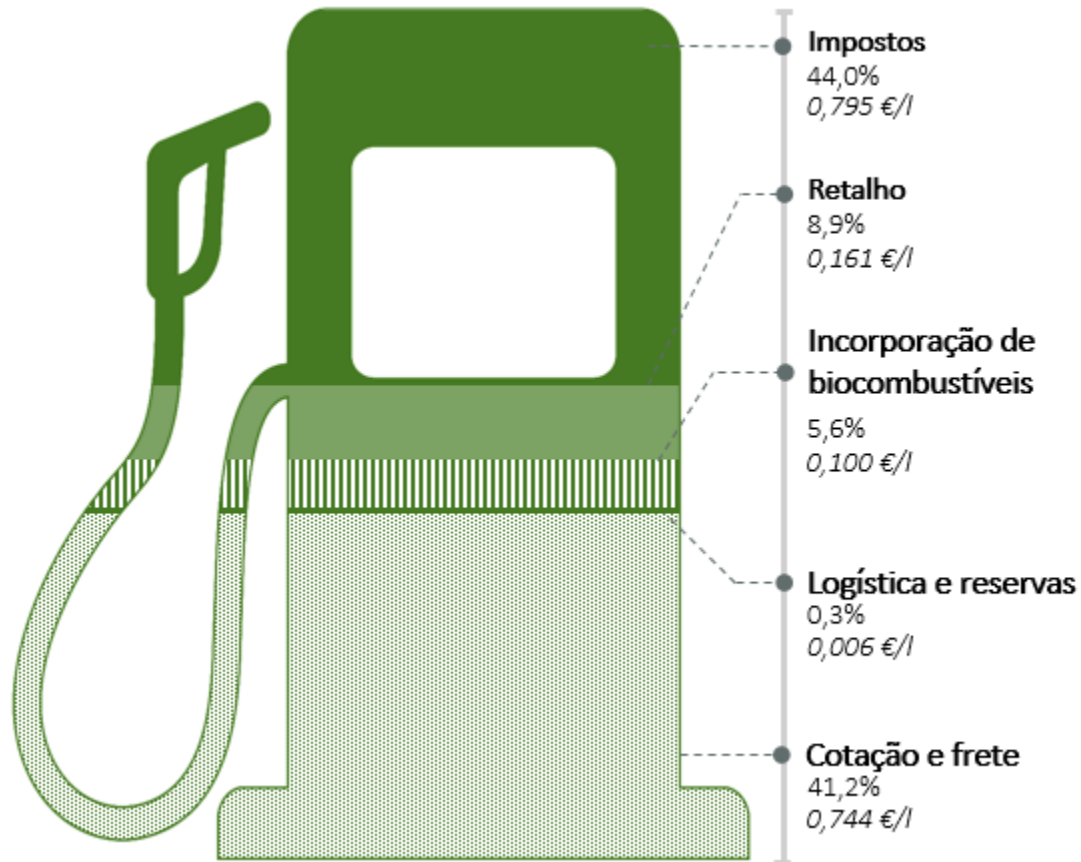 Impostos
44,0%
0,795 €/l
Retalho
8,9%
0,161 €/l
Incorporação de
biocombustíveis
5,6%
0,100 €/l
Logística e reservas
0,3%
0,006 €/l
Cotação e frete
41,2%
0,744 €/l